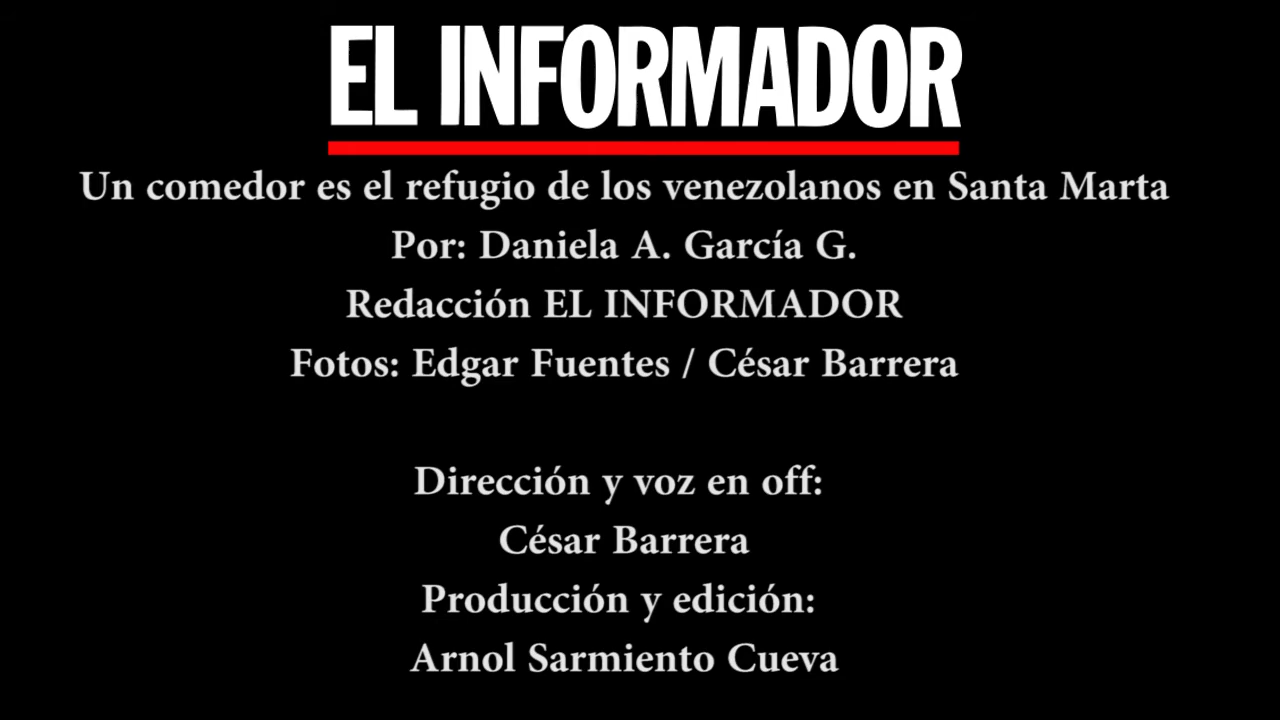 EL INFORMADOR
Un comedor es el refugio de los venezolanos en Santa Marta
Por: Daniela A. García G.
Redacción EL INFORMADOR
Fotos: Edgar Fuentes / César Barrera
Dirección y voz en off:
César Barrera
Producción y edición:
Arnol Sarmiento Cueva